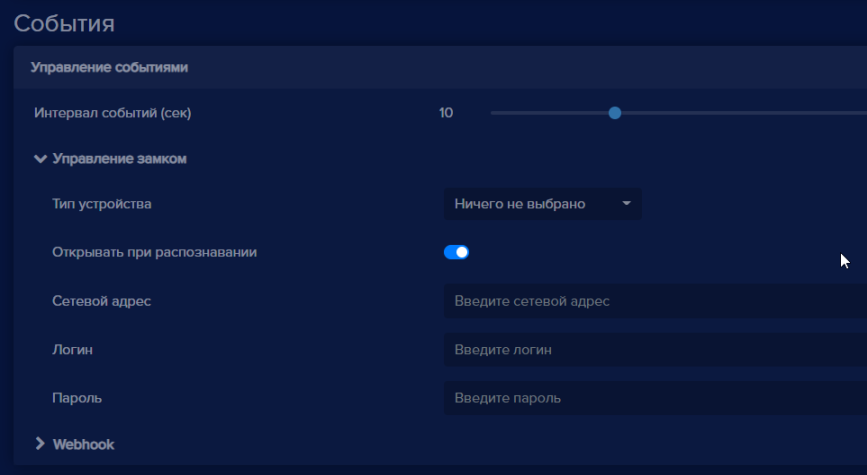 События
Управление событиями
Интервал событий (сек) 10
Управление замком
Тип устройства Ничего не выбрано
Открывать при распознавании
Сетевой адрес Введите сетевой адрес
Логин Введите логин
Пароль Введите пароль
Webhook